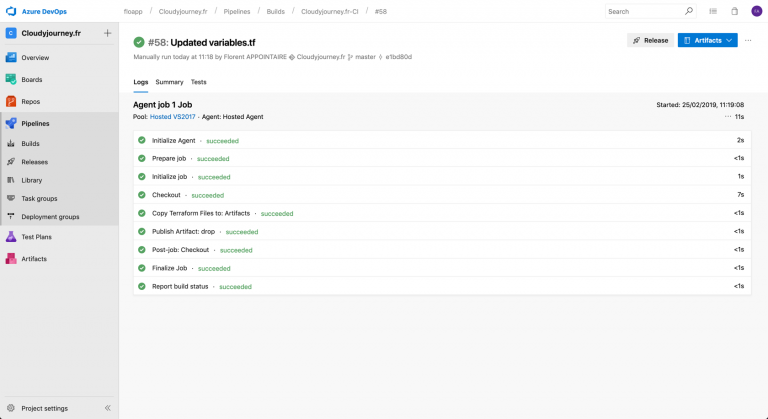 Azure DevOps
floapp / Cloudyjourney.fr / Pipelines / Builds / Cloudyjourney.fr-CI / #58
Search
C Cloudyjourney.fr
Overview
Boards
Repos
Pipelines
Builds
Releases
Library
Task groups
Deployment groups
Test Plans
Artifacts
Project settings
#58: Updated variables.tf
Release
Artifacts
Manually run today at 11:18 by Florent APPOINTAIRE Cloudyjourney.fr master e1bd80d
Logs Summary Tests
Agent job 1 Job
Started: 25/02/2019, 11:19:08
Pool: Hosted VS2017 · Agent: Hosted Agent
... 11s
Initialize Agent · succeeded 2s
Prepare job · succeeded <1s
Initialize job · succeeded 1s
Checkout · succeeded 7s
Copy Terraform Files to: Artifacts · succeeded <1s
Publish Artifact: drop · succeeded <1s
Post-job: Checkout · succeeded <1s
Finalize Job · succeeded <1s
Report build status · succeeded <1s